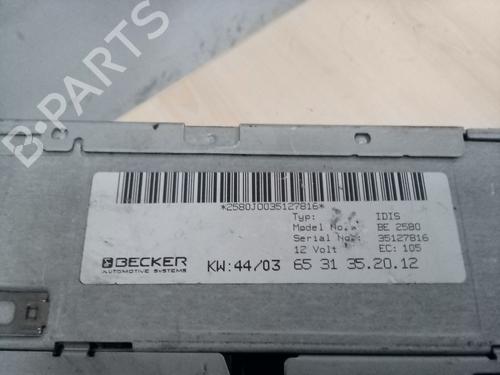 B-PARTS
*2580J0035127816*
Typ: IDIS
Model No.: BE 2580
Serial No.: 35127816
12 Volt EC: 105
BECKER
AUTOMOTIVE SYSTEMS
KW:44/03 65 31 35.20.12